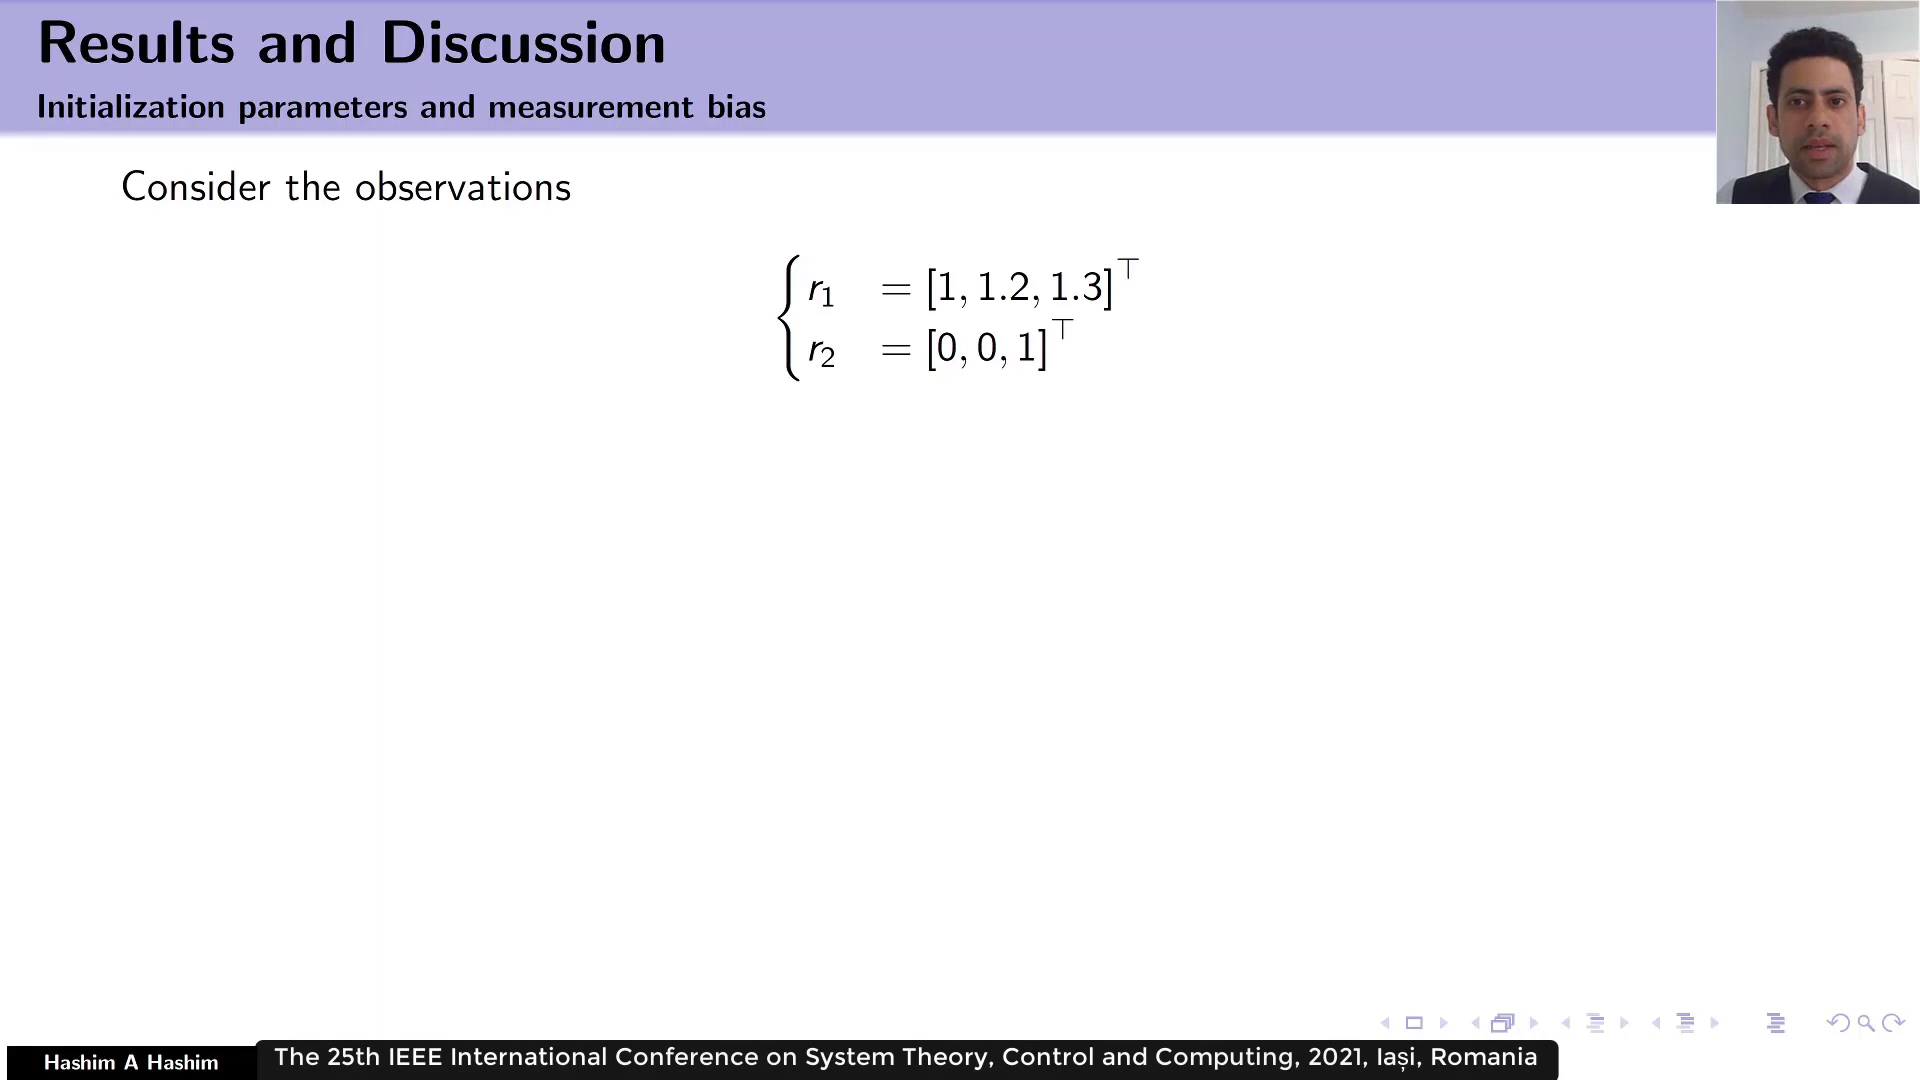 Results and Discussion
Initialization parameters and measurement bias
Consider the observations
r₁ = [1, 1.2, 1.3]⊤
r₂ = [0, 0, 1]⊤
Hashim A Hashim
The 25th IEEE International Conference on System Theory, Control and Computing, 2021, Iași, Romania